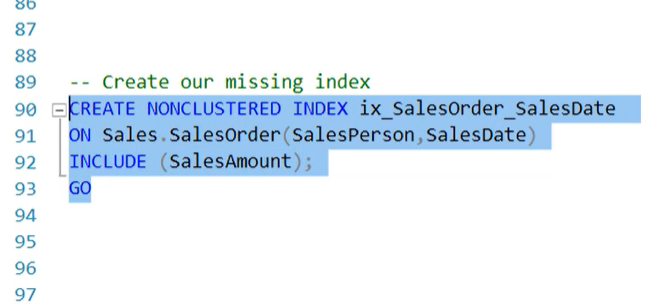 86
87
88
89 -- Create our missing index
90 CREATE NONCLUSTERED INDEX ix_SalesOrder_SalesDate
91 ON Sales.SalesOrder(SalesPerson,SalesDate)
92 INCLUDE (SalesAmount);
93 GO
94
95
96
97